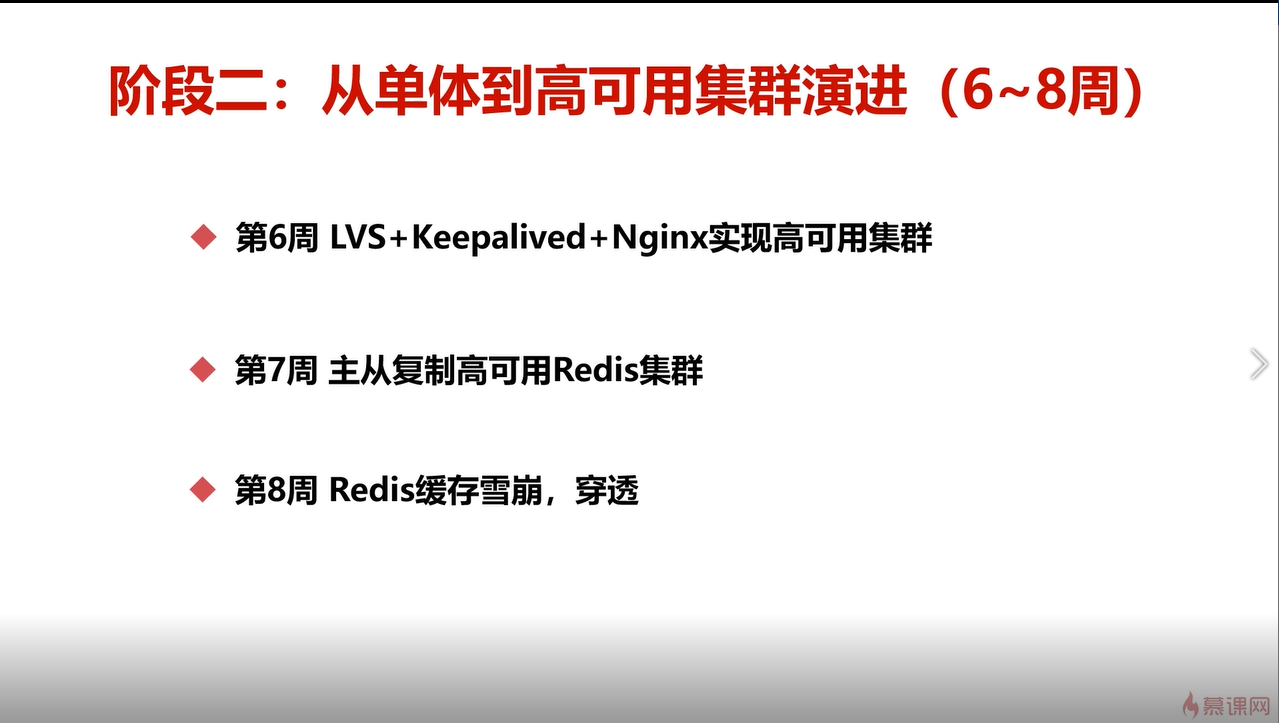 阶段二：从单体到高可用集群演进（6~8周）
第6周 LVS+Keepalived+Nginx实现高可用集群
第7周 主从复制高可用Redis集群
第8周 Redis缓存雪崩，穿透
慕课网